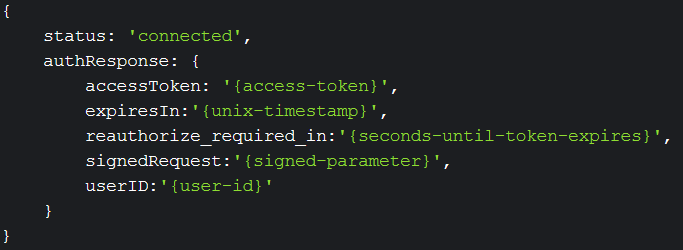 {
    status: 'connected',
    authResponse: {
        accessToken: '{access-token}',
        expiresIn:'{unix-timestamp}',
        reauthorize_required_in:'{seconds-until-token-expires}',
        signedRequest:'{signed-parameter}',
        userID:'{user-id}'
    }
}